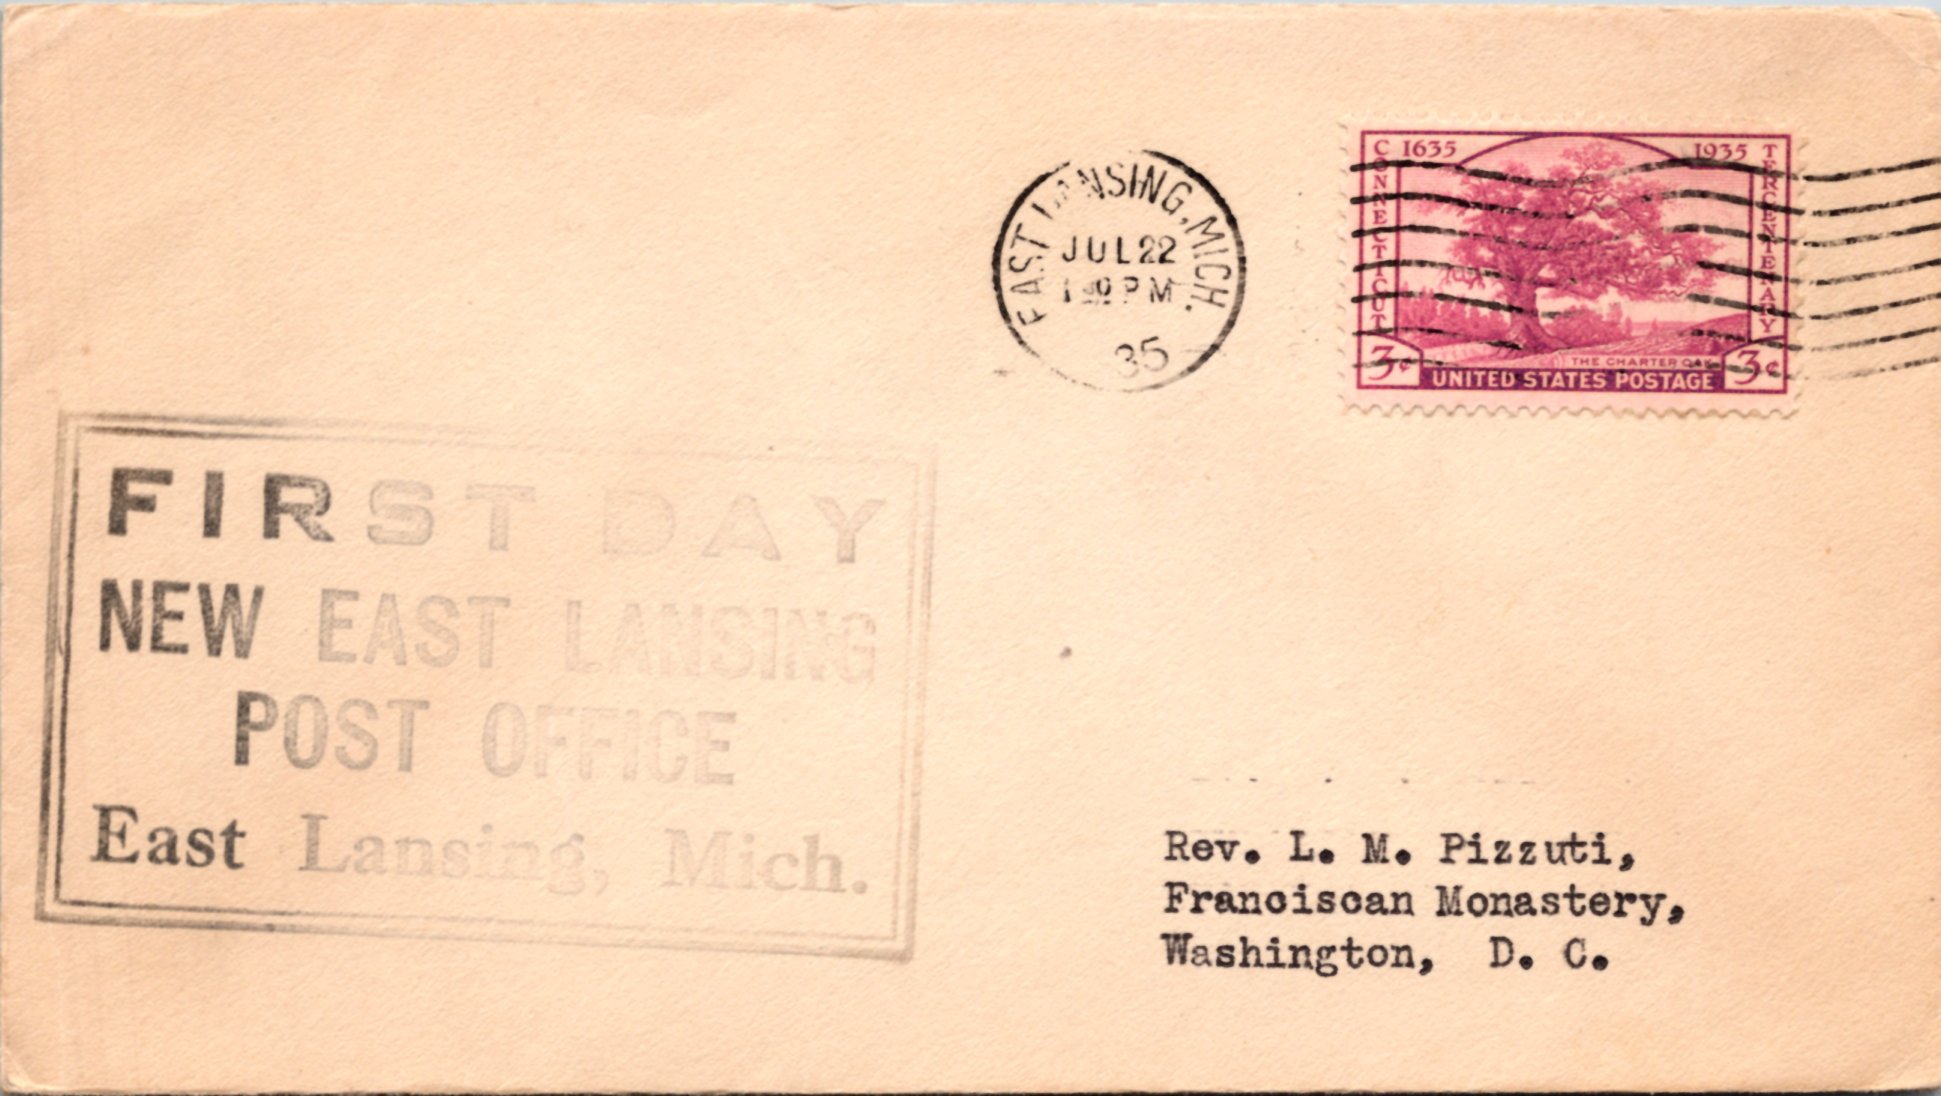 EAST LANSING, MICH.
JUL 22
PM
35
1635 1935
CONNECTICUT
TERCENTENARY
THE CHARTER OAK
3¢ UNITED STATES POSTAGE 3¢
FIRST DAY
NEW EAST LANSING
POST OFFICE
East Lansing, Mich.
Rev. L. M. Pizzuti,
Franciscan Monastery,
Washington, D. C.